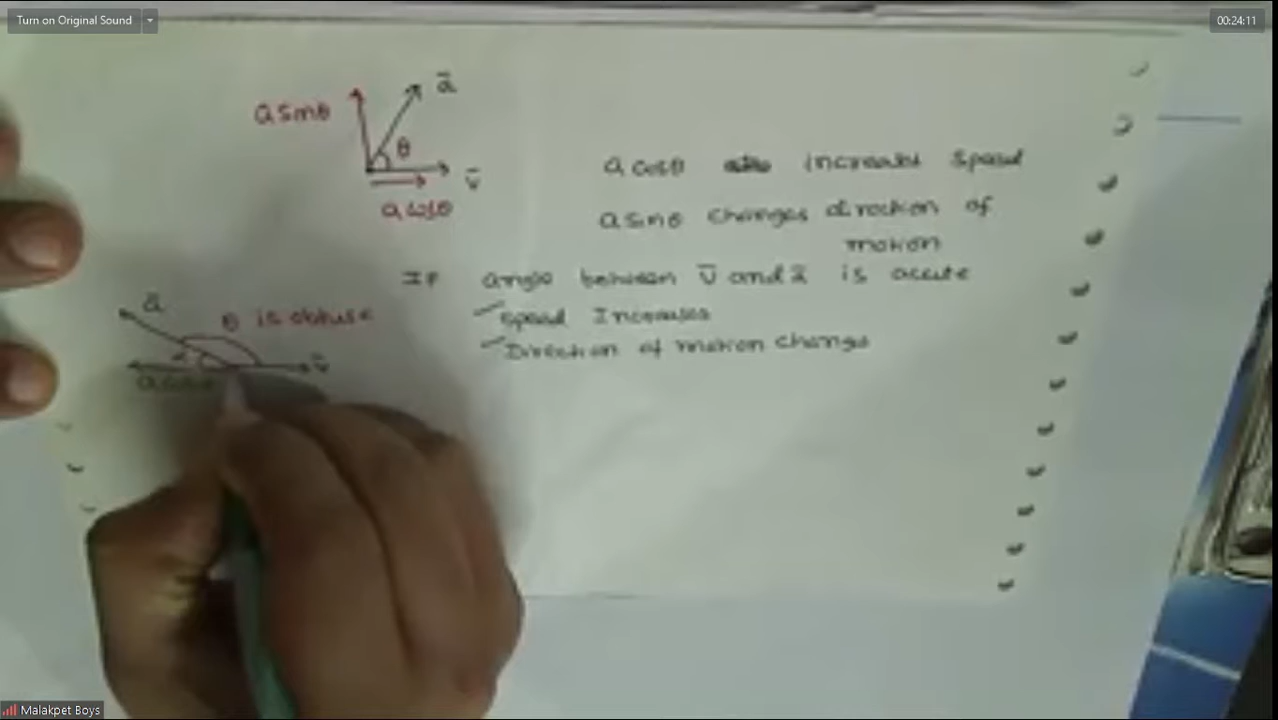 Turn on Original Sound
00:24:11
a
a sinθ
θ
v
a cosθ
a cosθ increases speed
a sinθ changes direction of
motion
If angle between v̄ and ā is acute
Speed Increases
Direction of motion changes
ā
θ is obtuse
v̄
Malakpet Boys